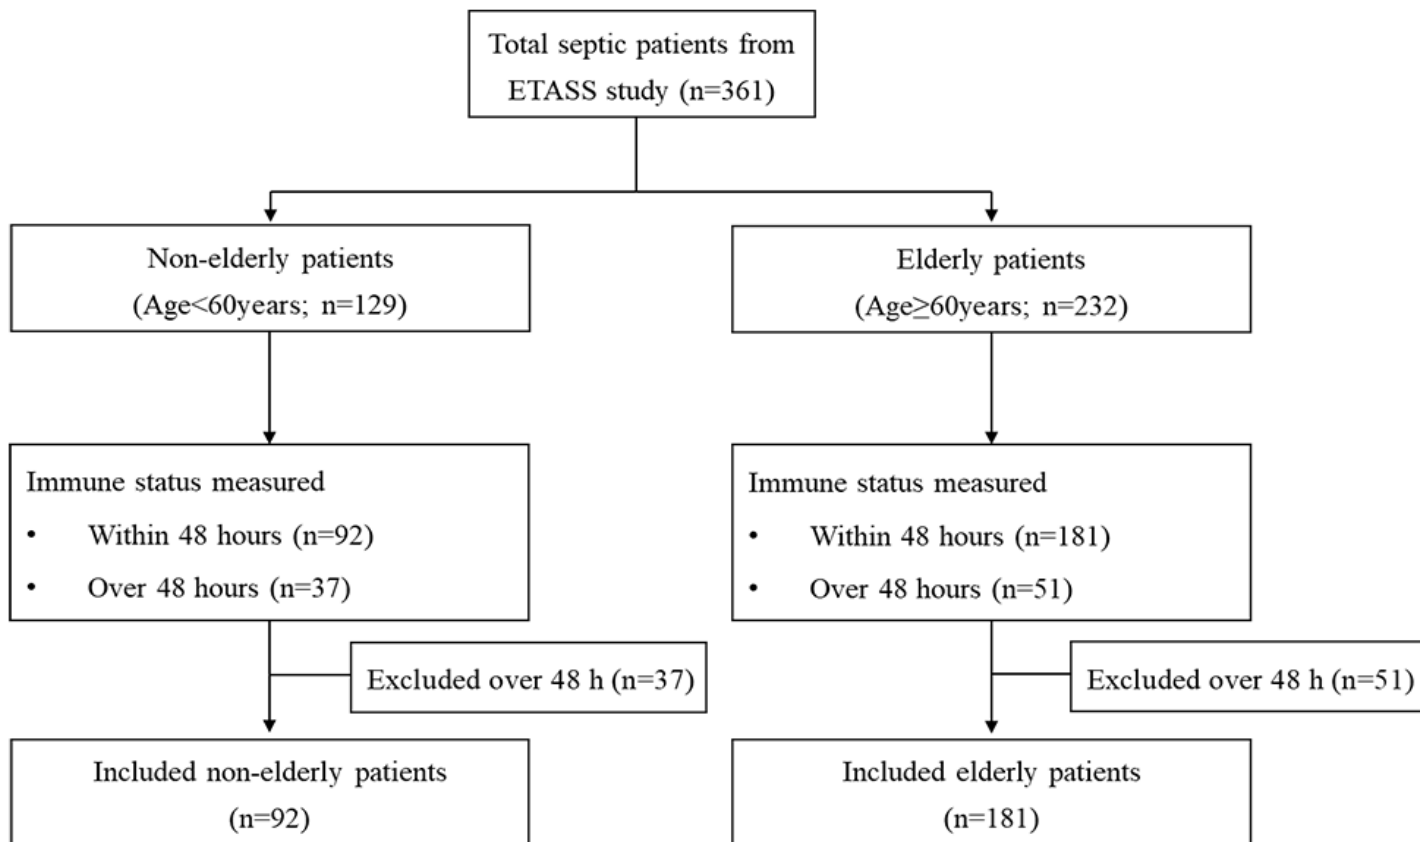 Total septic patients from
ETASS study (n=361)
Non-elderly patients
(Age<60years; n=129)
Elderly patients
(Age≥60years; n=232)
Immune status measured
• Within 48 hours (n=92)
• Over 48 hours (n=37)
Immune status measured
• Within 48 hours (n=181)
• Over 48 hours (n=51)
Excluded over 48 h (n=37)
Excluded over 48 h (n=51)
Included non-elderly patients
(n=92)
Included elderly patients
(n=181)